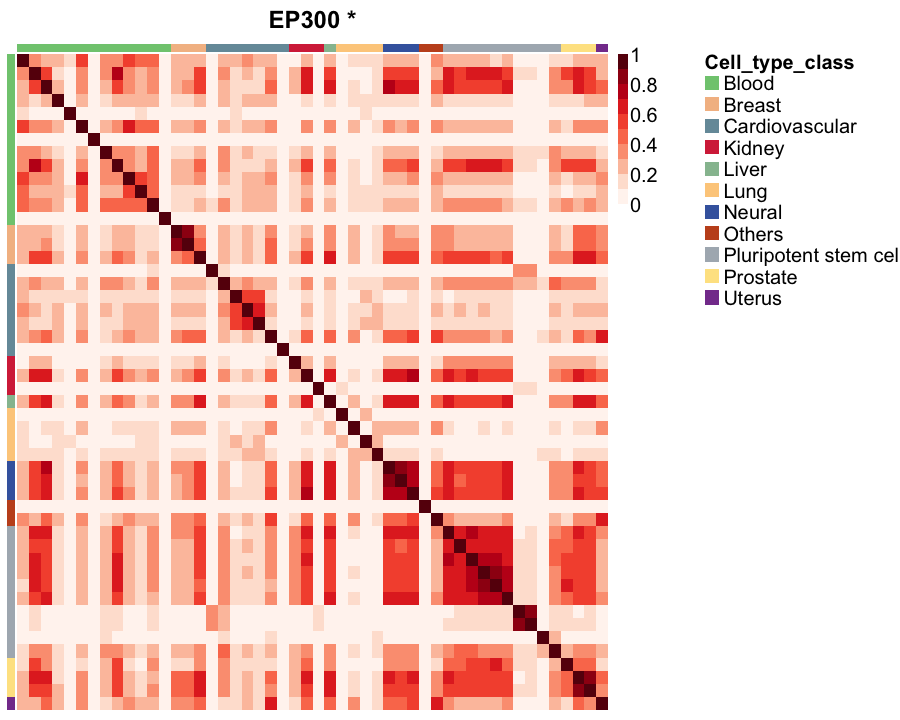 EP300 *
1
0.8
0.6
0.4
0.2
0
Cell_type_class
Blood
Breast
Cardiovascular
Kidney
Liver
Lung
Neural
Others
Pluripotent stem cel
Prostate
Uterus